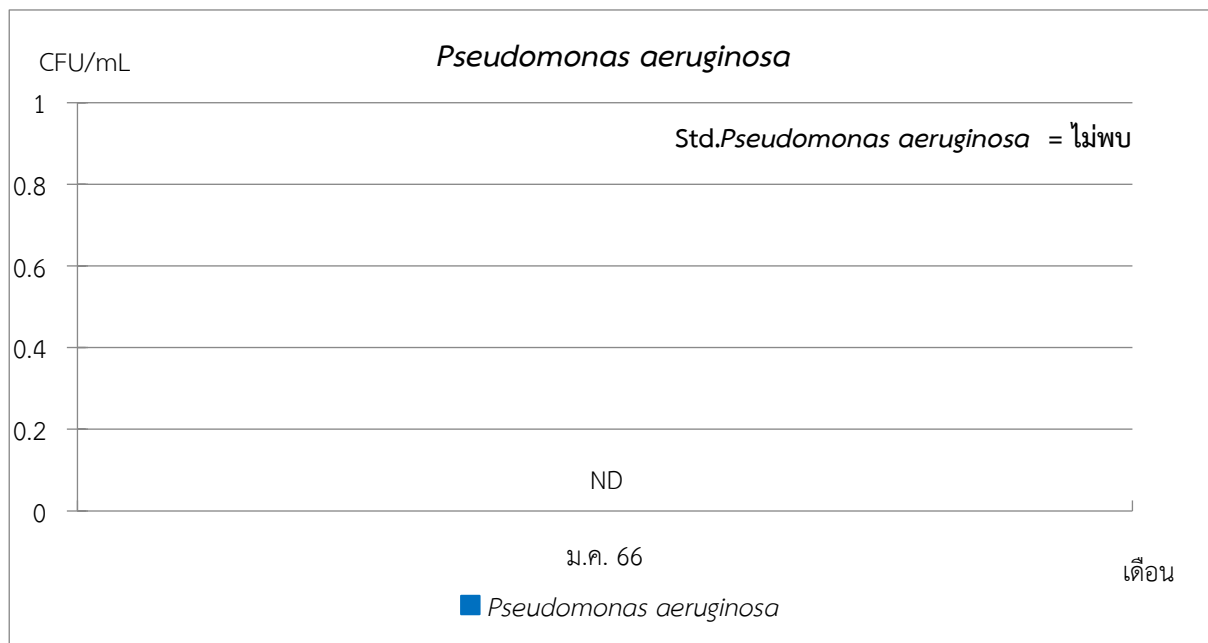 Pseudomonas aeruginosa
CFU/mL
1
Std.Pseudomonas aeruginosa = ไม่พบ
0.8
0.6
0.4
0.2
ND
0
ม.ค. 66
เดือน
Pseudomonas aeruginosa